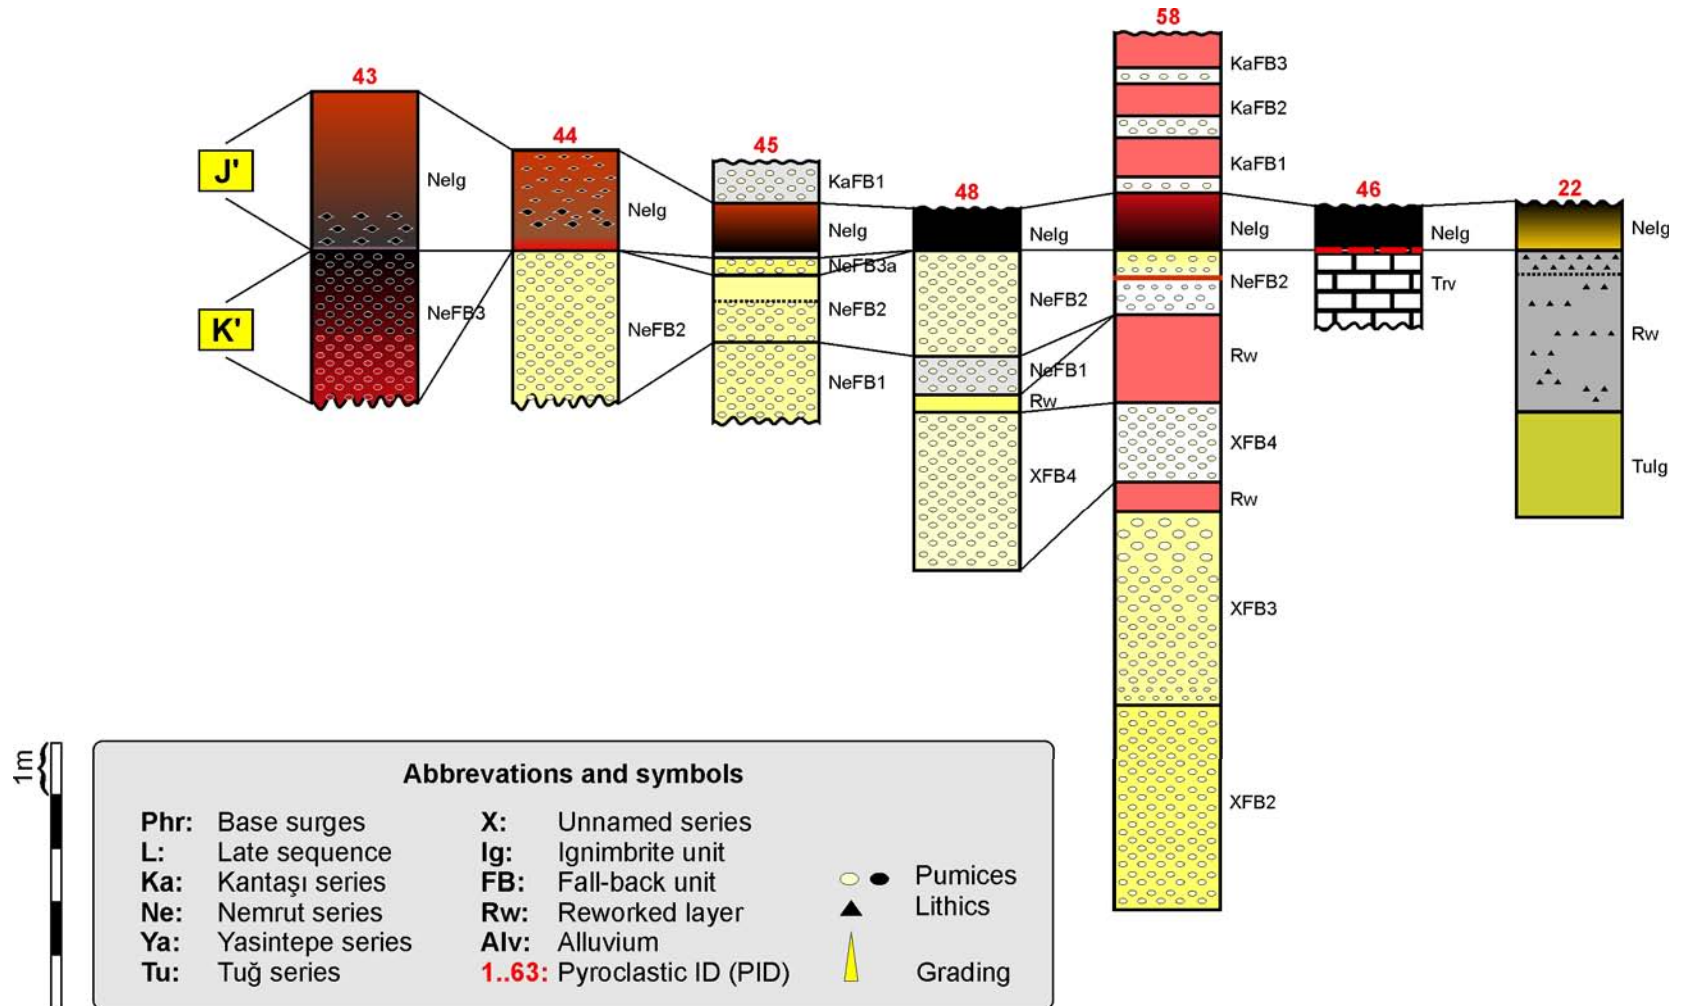 58
43
44
45
48
46
22
J'
K'
Nelg
NeFB3
Nelg
NeFB2
KaFB1
Nelg
NeFB3a
NeFB2
NeFB1
Nelg
NeFB2
NeFB1
Rw
XFB4
KaFB3
KaFB2
KaFB1
Nelg
NeFB2
Rw
XFB4
Rw
XFB3
XFB2
Nelg
Trv
Nelg
Rw
Tulg
1m
Abbrevations and symbols
Phr: Base surges
L: Late sequence
Ka: Kantaşı series
Ne: Nemrut series
Ya: Yasintepe series
Tu: Tuğ series
X: Unnamed series
Ig: Ignimbrite unit
FB: Fall-back unit
Rw: Reworked layer
Alv: Alluvium
1..63: Pyroclastic ID (PID)
Pumices
Lithics
Grading